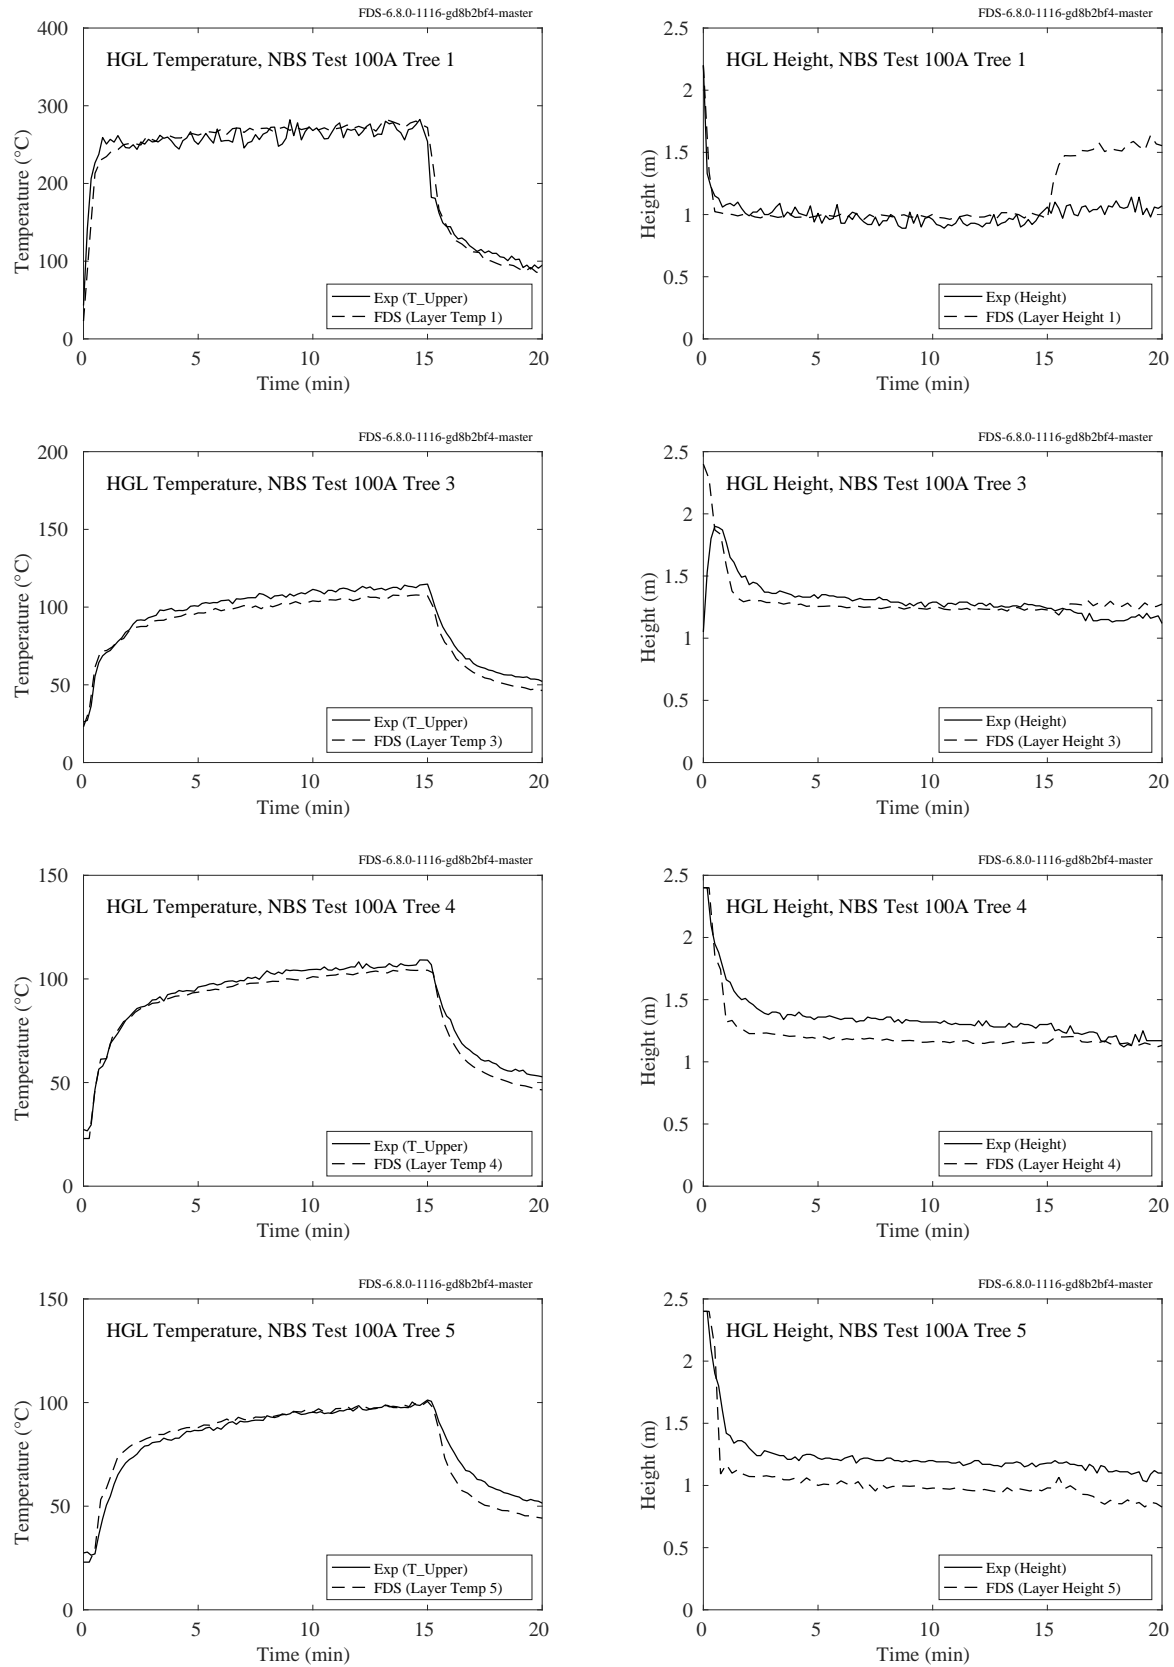 FDS-6.8.0-1116-gd8b2bf4-master
HGL Temperature, NBS Test 100A Tree 1
Temperature (°C)
400
300
200
100
0
0 5 10 15 20
Time (min)
Exp (T_Upper)
FDS (Layer Temp 1)
FDS-6.8.0-1116-gd8b2bf4-master
HGL Height, NBS Test 100A Tree 1
Height (m)
2.5
2
1.5
1
0.5
0
0 5 10 15 20
Time (min)
Exp (Height)
FDS (Layer Height 1)
FDS-6.8.0-1116-gd8b2bf4-master
HGL Temperature, NBS Test 100A Tree 3
Temperature (°C)
200
150
100
50
0
0 5 10 15 20
Time (min)
Exp (T_Upper)
FDS (Layer Temp 3)
FDS-6.8.0-1116-gd8b2bf4-master
HGL Height, NBS Test 100A Tree 3
Height (m)
2.5
2
1.5
1
0.5
0
0 5 10 15 20
Time (min)
Exp (Height)
FDS (Layer Height 3)
FDS-6.8.0-1116-gd8b2bf4-master
HGL Temperature, NBS Test 100A Tree 4
Temperature (°C)
150
100
50
0
0 5 10 15 20
Time (min)
Exp (T_Upper)
FDS (Layer Temp 4)
FDS-6.8.0-1116-gd8b2bf4-master
HGL Height, NBS Test 100A Tree 4
Height (m)
2.5
2
1.5
1
0.5
0
0 5 10 15 20
Time (min)
Exp (Height)
FDS (Layer Height 4)
FDS-6.8.0-1116-gd8b2bf4-master
HGL Temperature, NBS Test 100A Tree 5
Temperature (°C)
150
100
50
0
0 5 10 15 20
Time (min)
Exp (T_Upper)
FDS (Layer Temp 5)
FDS-6.8.0-1116-gd8b2bf4-master
HGL Height, NBS Test 100A Tree 5
Height (m)
2.5
2
1.5
1
0.5
0
0 5 10 15 20
Time (min)
Exp (Height)
FDS (Layer Height 5)